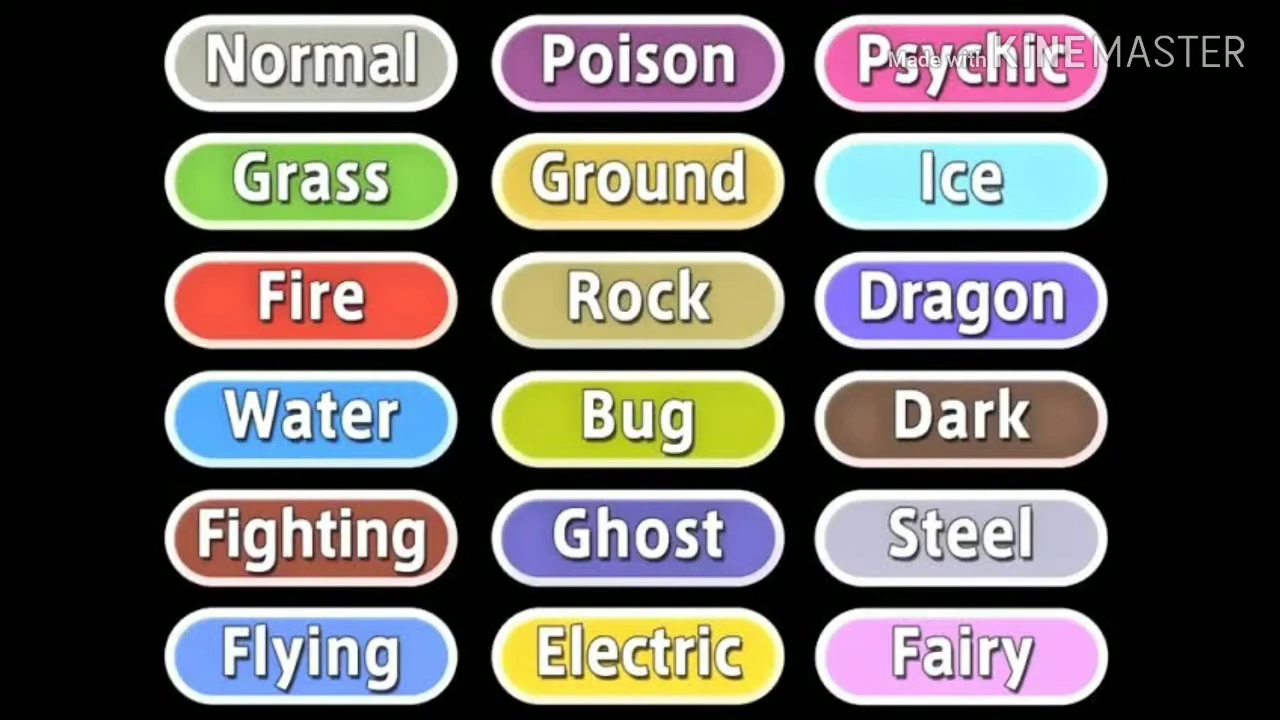 Normal Poison Psychic
Made with KINEMASTER
Grass Ground Ice
Fire Rock Dragon
Water Bug Dark
Fighting Ghost Steel
Flying Electric Fairy